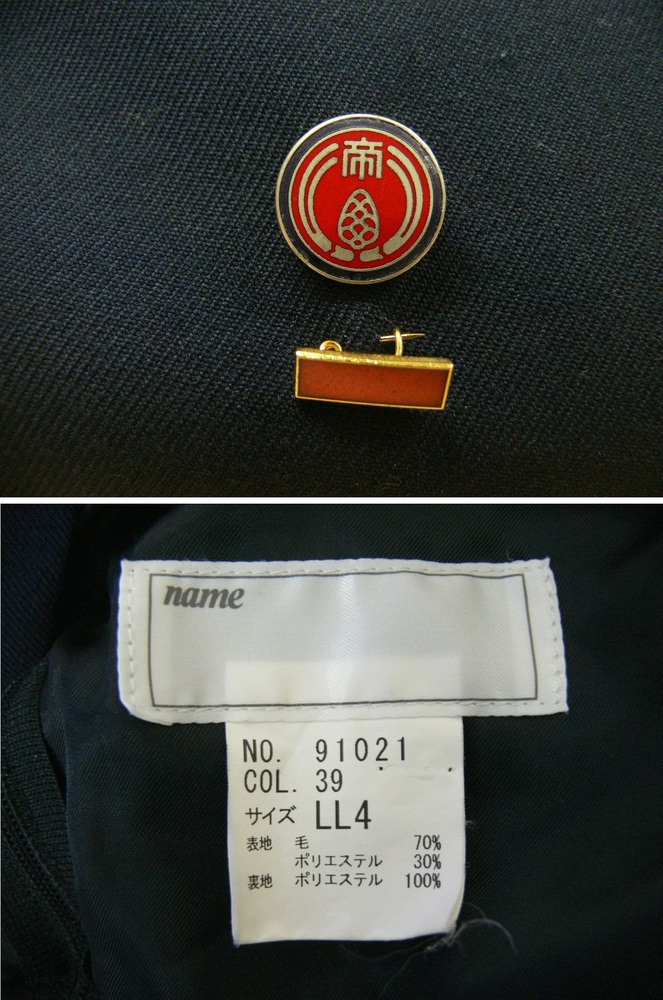 帝
name
NO. 91021
COL. 39
サイズ LL4
表地 毛 70%
ポリエステル 30%
裏地 ポリエステル 100%